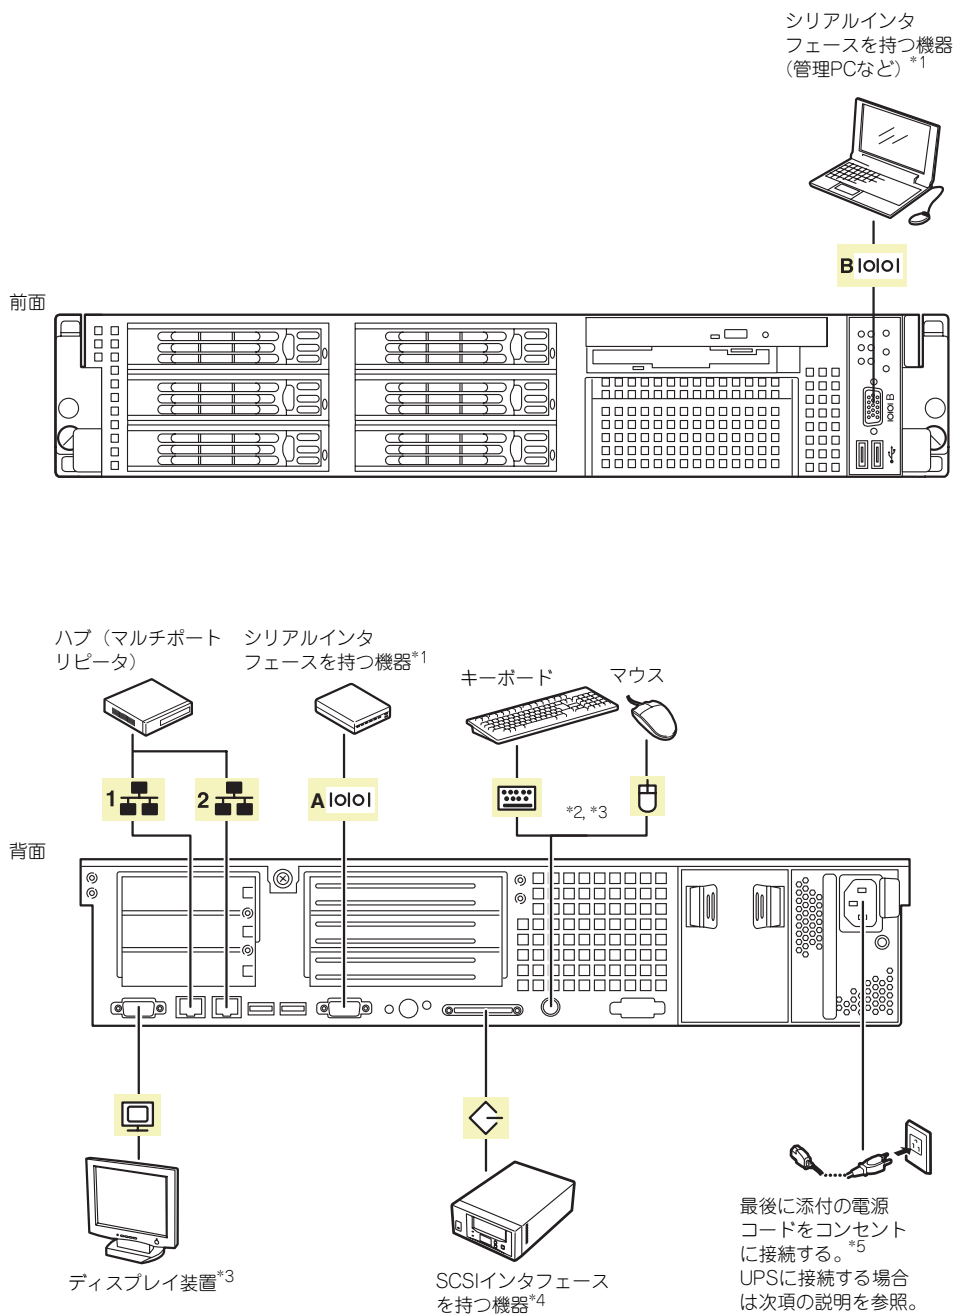 シリアルインタ
フェースを持つ機器
（管理PCなど）*1
B IOIOI
前面
IOIOI B
ハブ（マルチポート
リピータ）
シリアルインタ
フェースを持つ機器*1
キーボード
マウス
1
2
A IOIOI
*2, *3
背面
ディスプレイ装置*3
SCSIインタフェース
を持つ機器*4
最後に添付の電源
コードをコンセント
に接続する。*5
UPSに接続する場合
は次項の説明を参照。